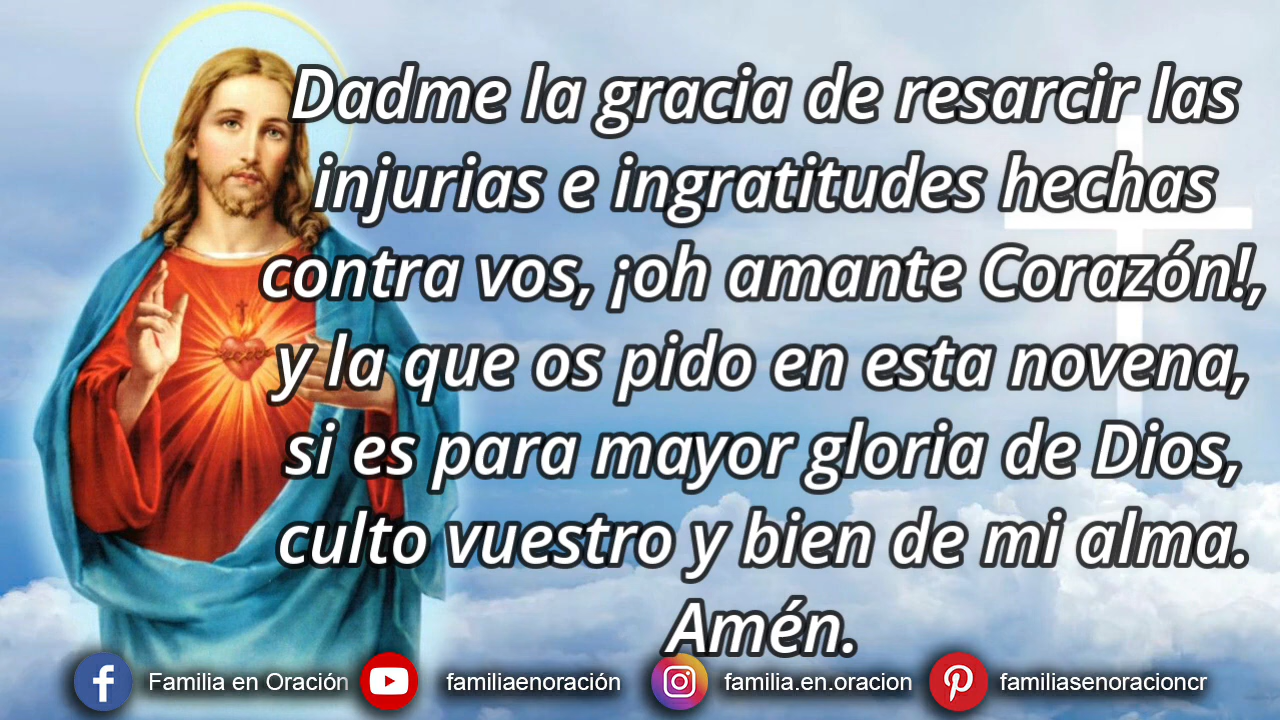 Dadme la gracia de resarcir las
injurias e ingratitudes hechas
contra vos, ¡oh amante Corazón!,
y la que os pido en esta novena,
si es para mayor gloria de Dios,
culto vuestro y bien de mi alma.
Amén.
Familia en Oración familiaenoración familia.en.oracion familiasenoracioncr